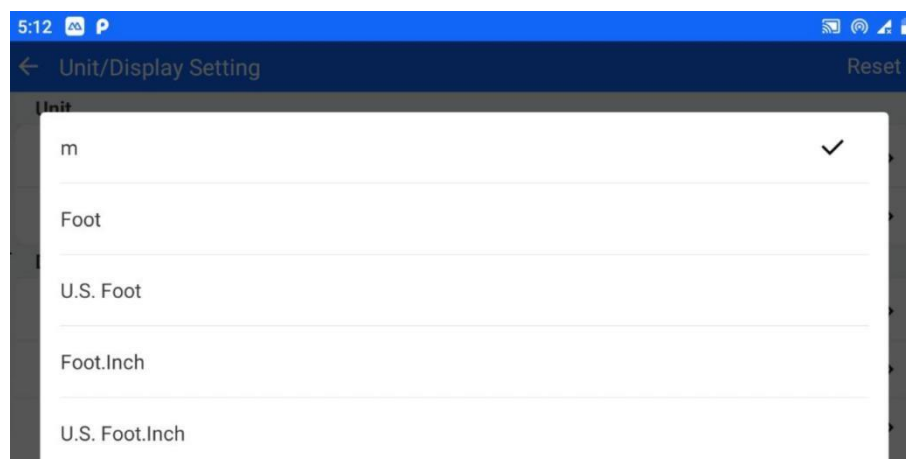 5:12
Unit/Display Setting Reset
Unit
m
Foot
U.S. Foot
Foot.Inch
U.S. Foot.Inch